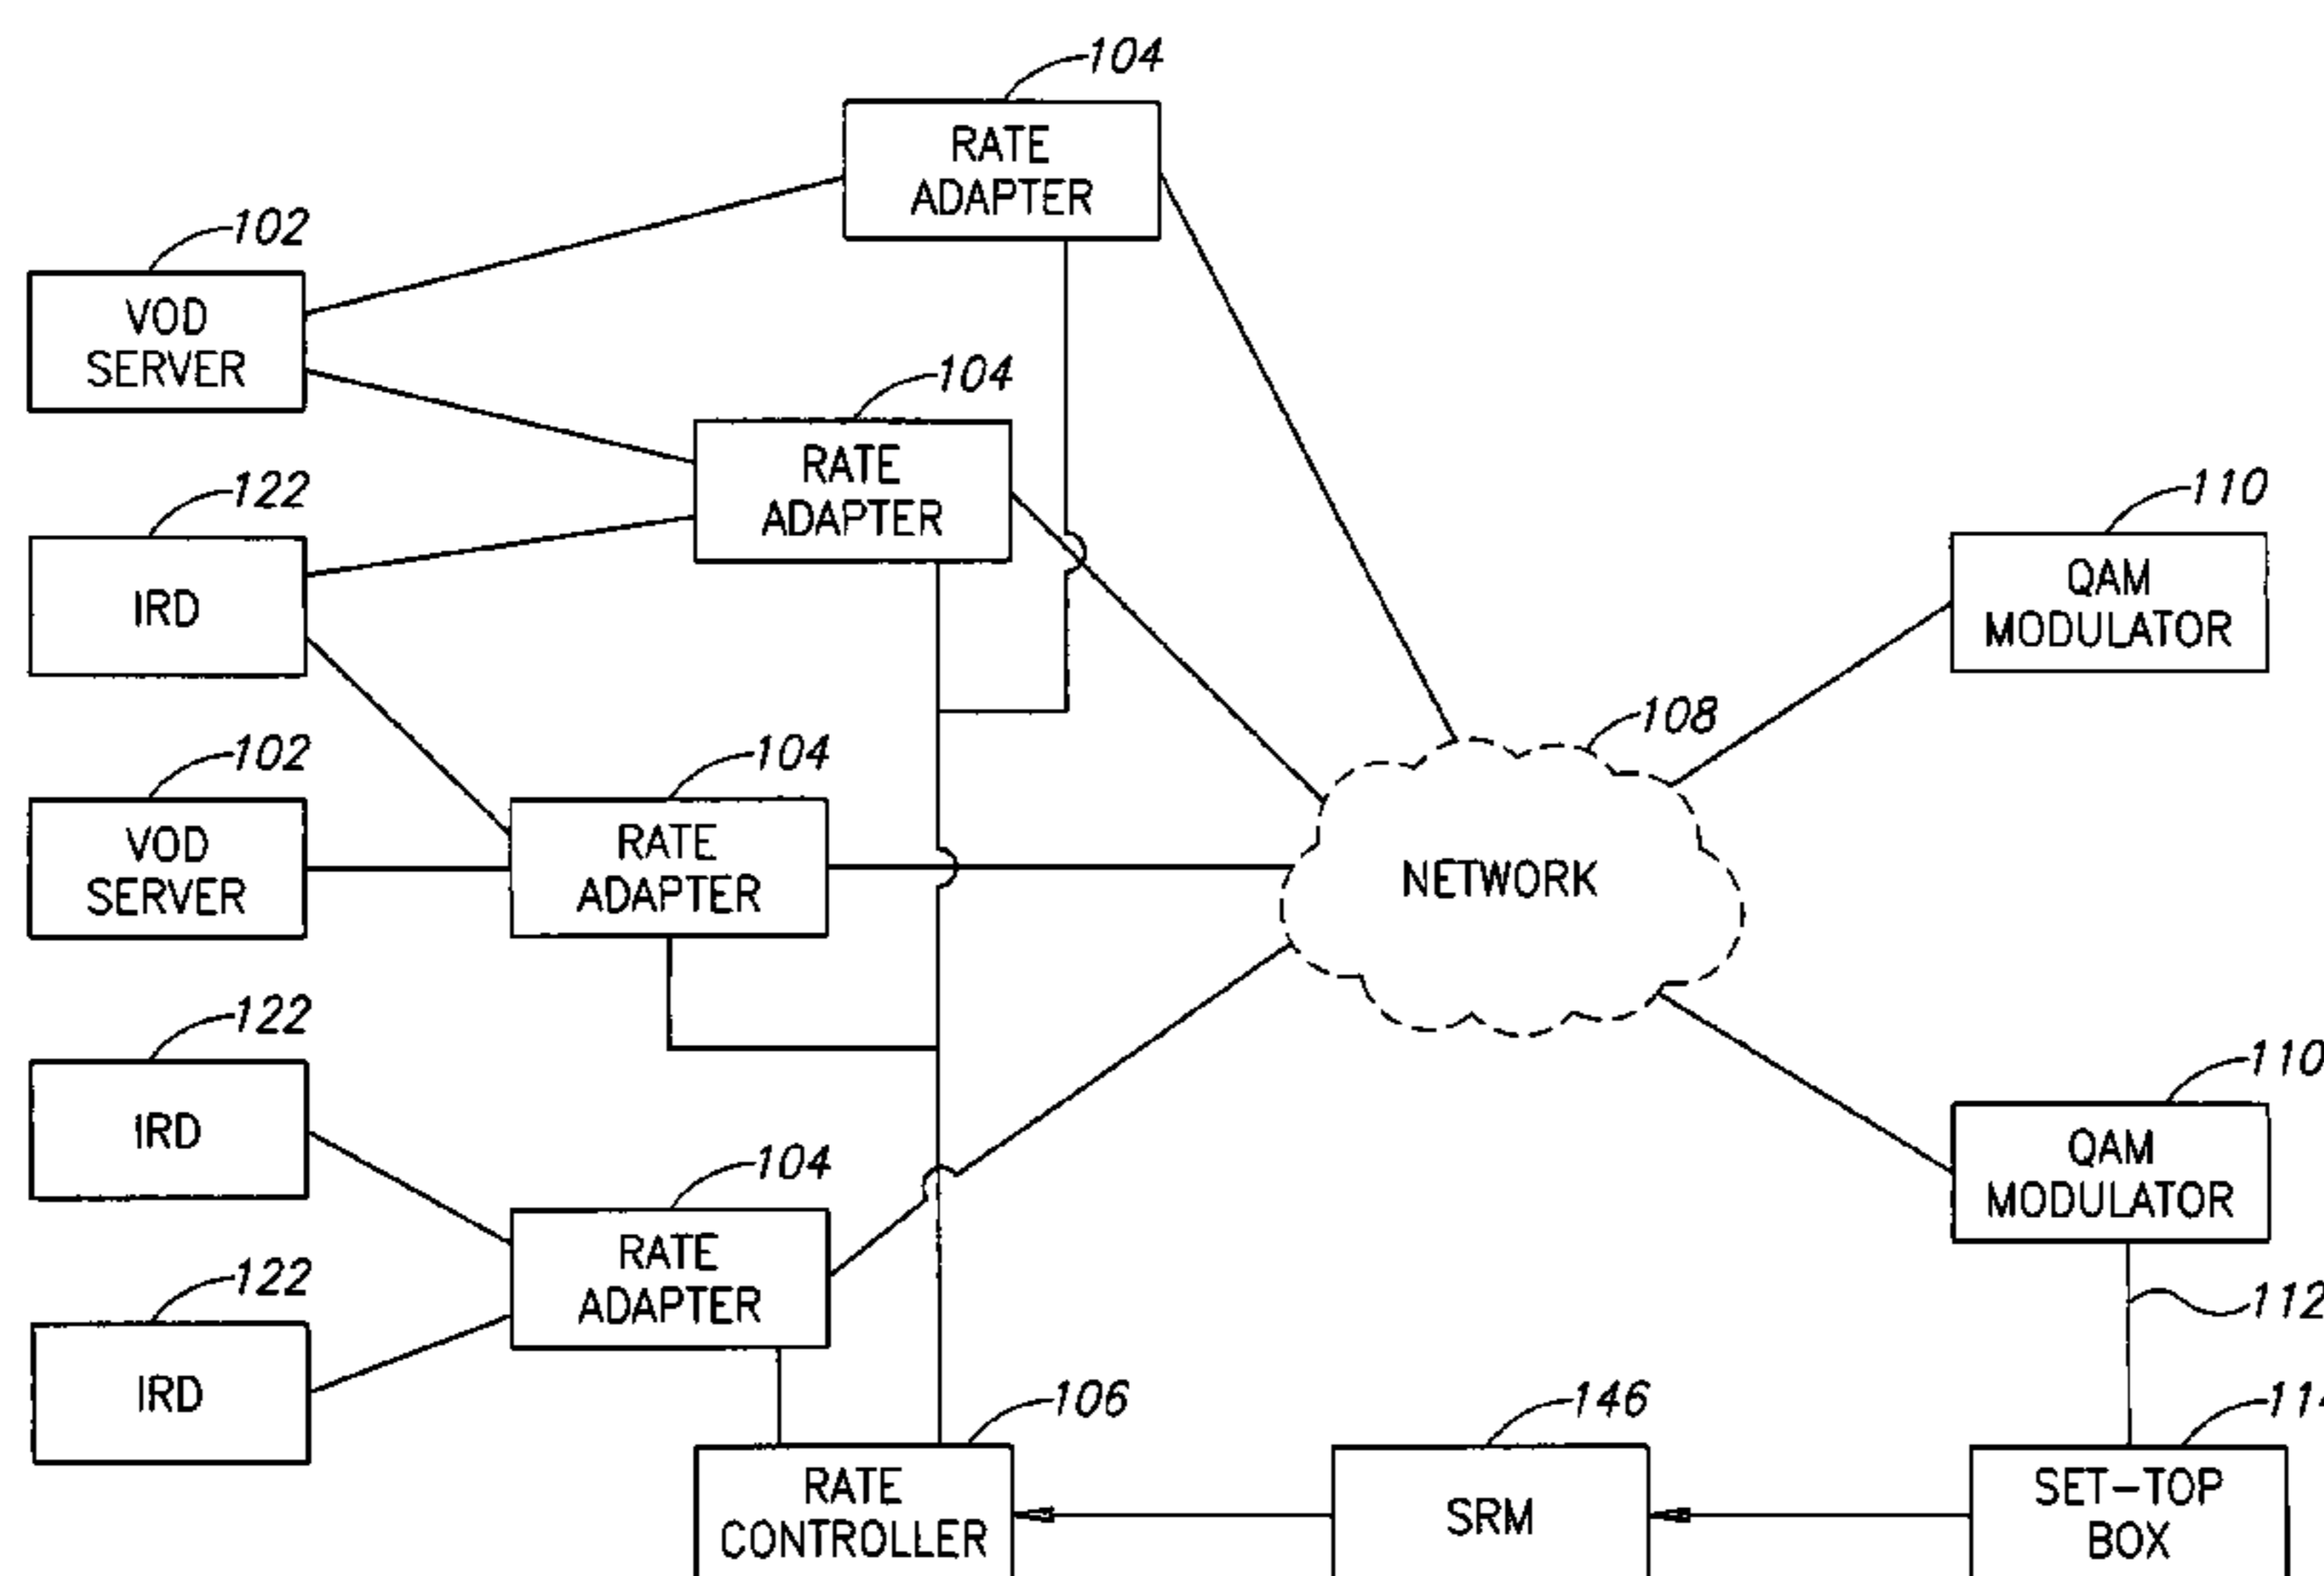 104
RATE
ADAPTER
102
VOD
SERVER
104
RATE
ADAPTER
122
IRD
110
QAM
MODULATOR
108
NETWORK
102
VOD
SERVER
104
RATE
ADAPTER
122
IRD
110
QAM
MODULATOR
104
RATE
ADAPTER
122
IRD
112
106
RATE
CONTROLLER
146
SRM
114
SET-TOP
BOX